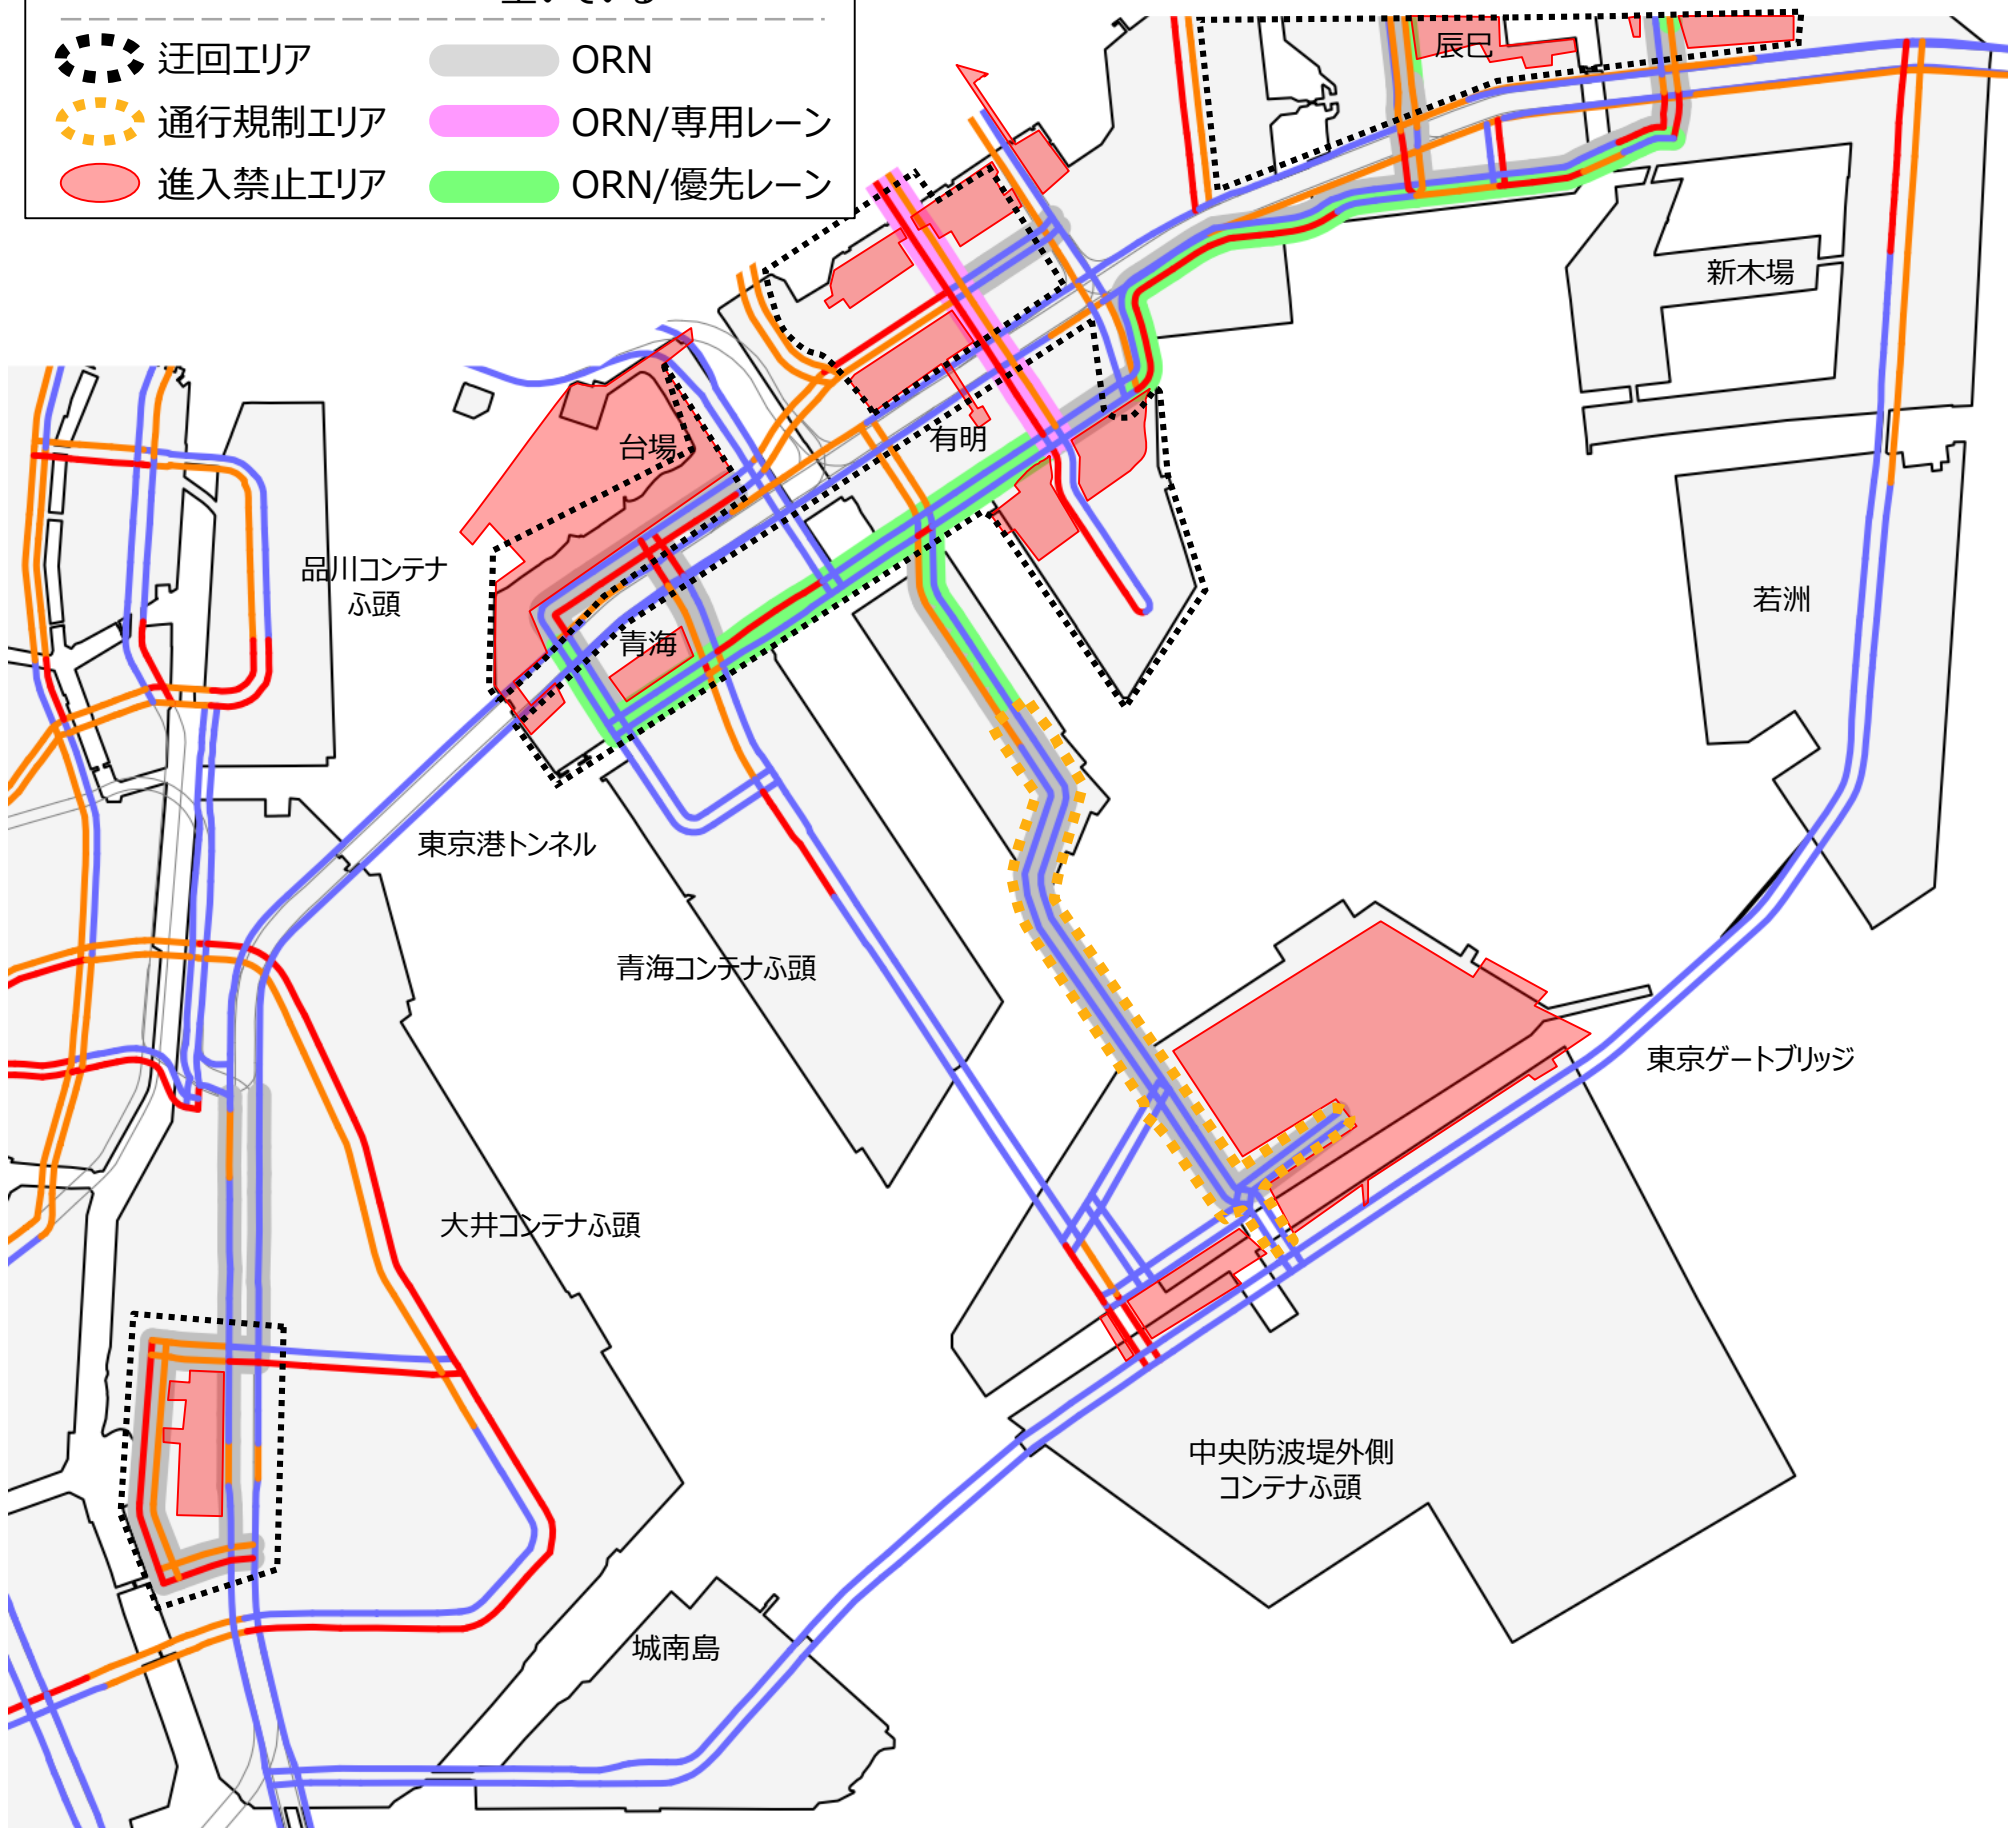 空いている
迂回エリア
ORN
通行規制エリア
ORN/専用レーン
進入禁止エリア
ORN/優先レーン
辰巳
新木場
有明
台場
品川コンテナ
ふ頭
青海
若洲
東京港トンネル
青海コンテナふ頭
東京ゲートブリッジ
大井コンテナふ頭
中央防波堤外側
コンテナふ頭
城南島